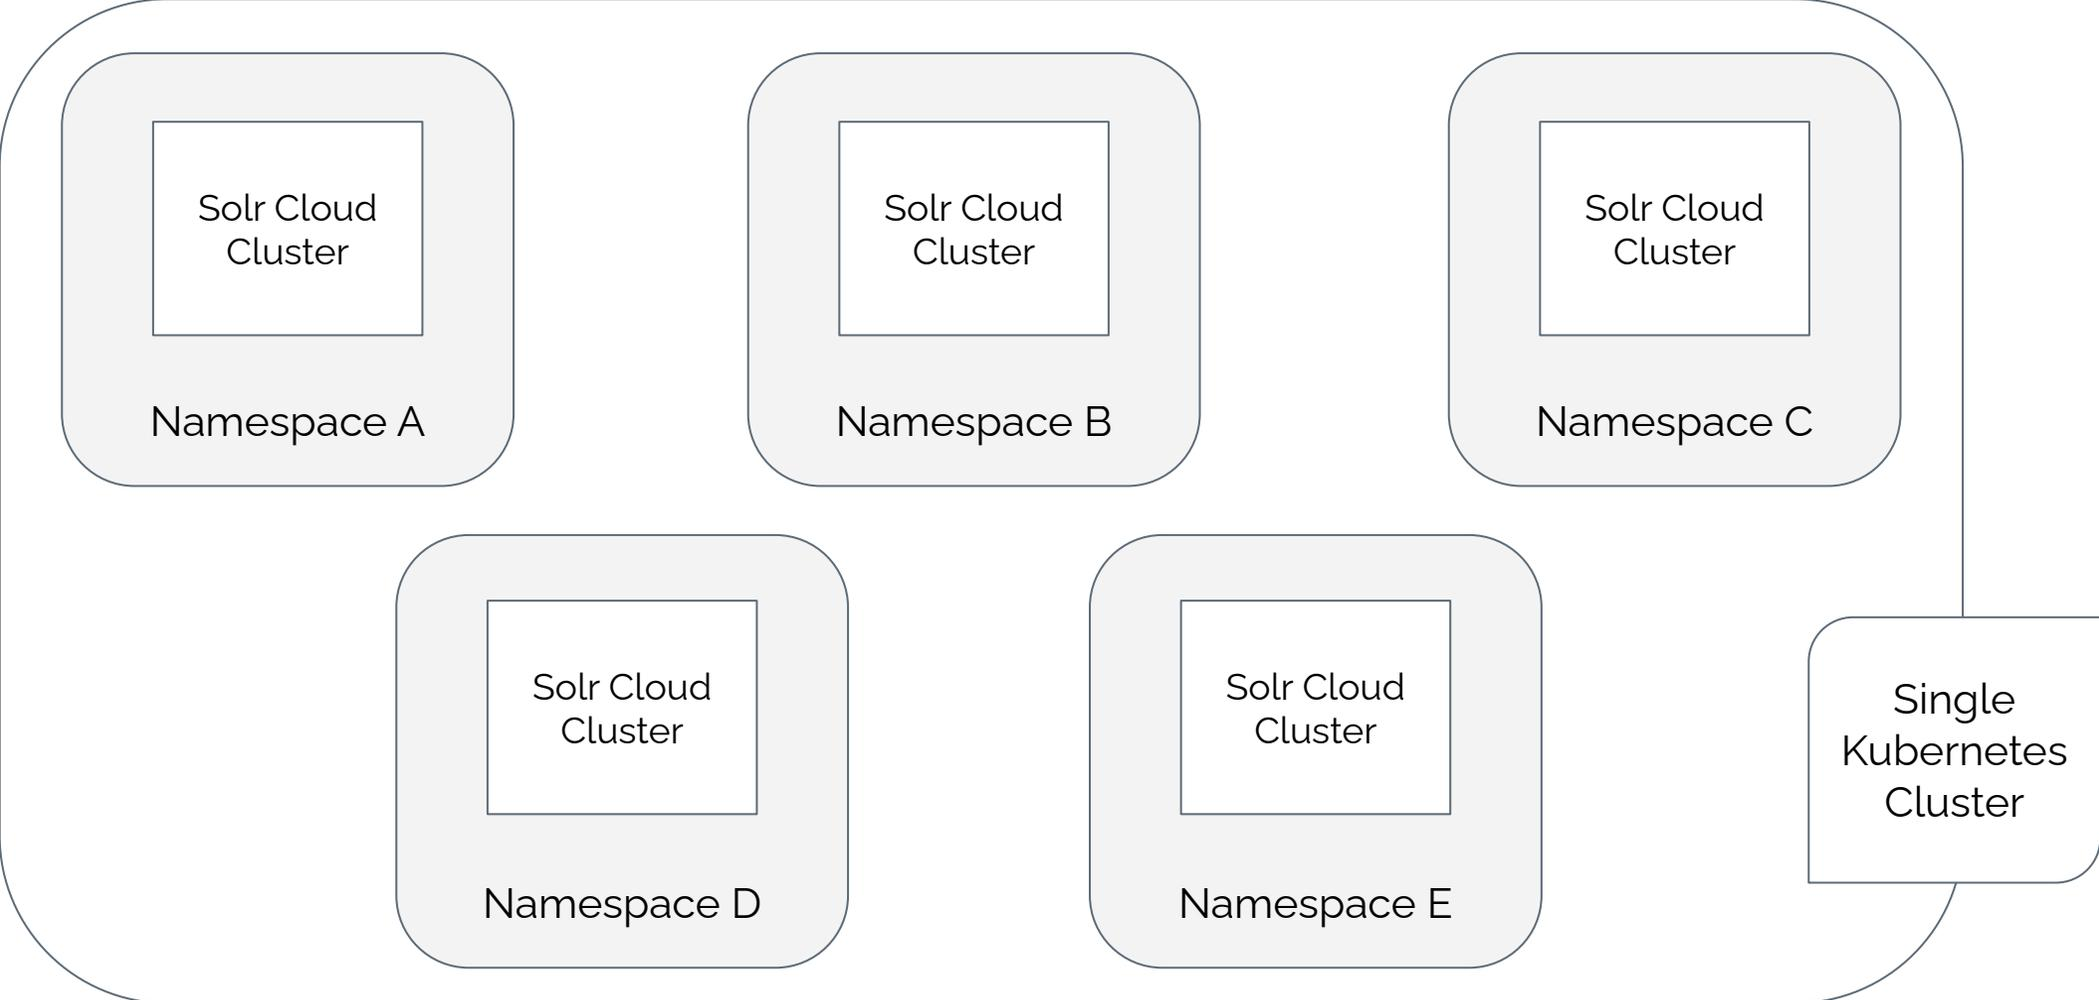 Solr Cloud
Cluster
Namespace A
Solr Cloud
Cluster
Namespace B
Solr Cloud
Cluster
Namespace C
Solr Cloud
Cluster
Namespace D
Solr Cloud
Cluster
Namespace E
Single
Kubernetes
Cluster